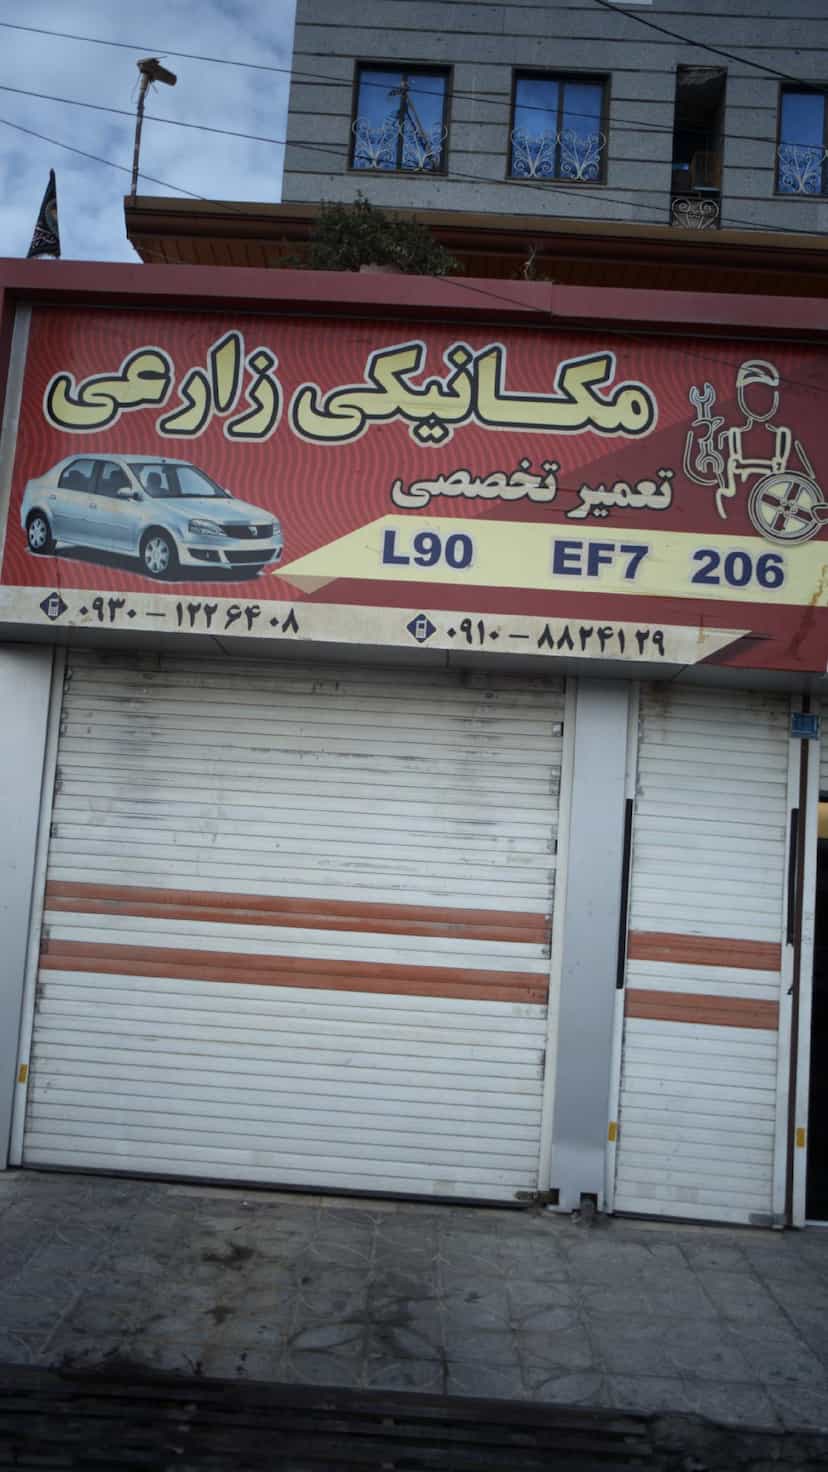 مکانیکی زارعی
تعمیر تخصصی
L90 EF7 206
۰۹۳۰ - ۱۲۲۶۴۰۸
۰۹۱۰ - ۸۸۲۴۱۲۹